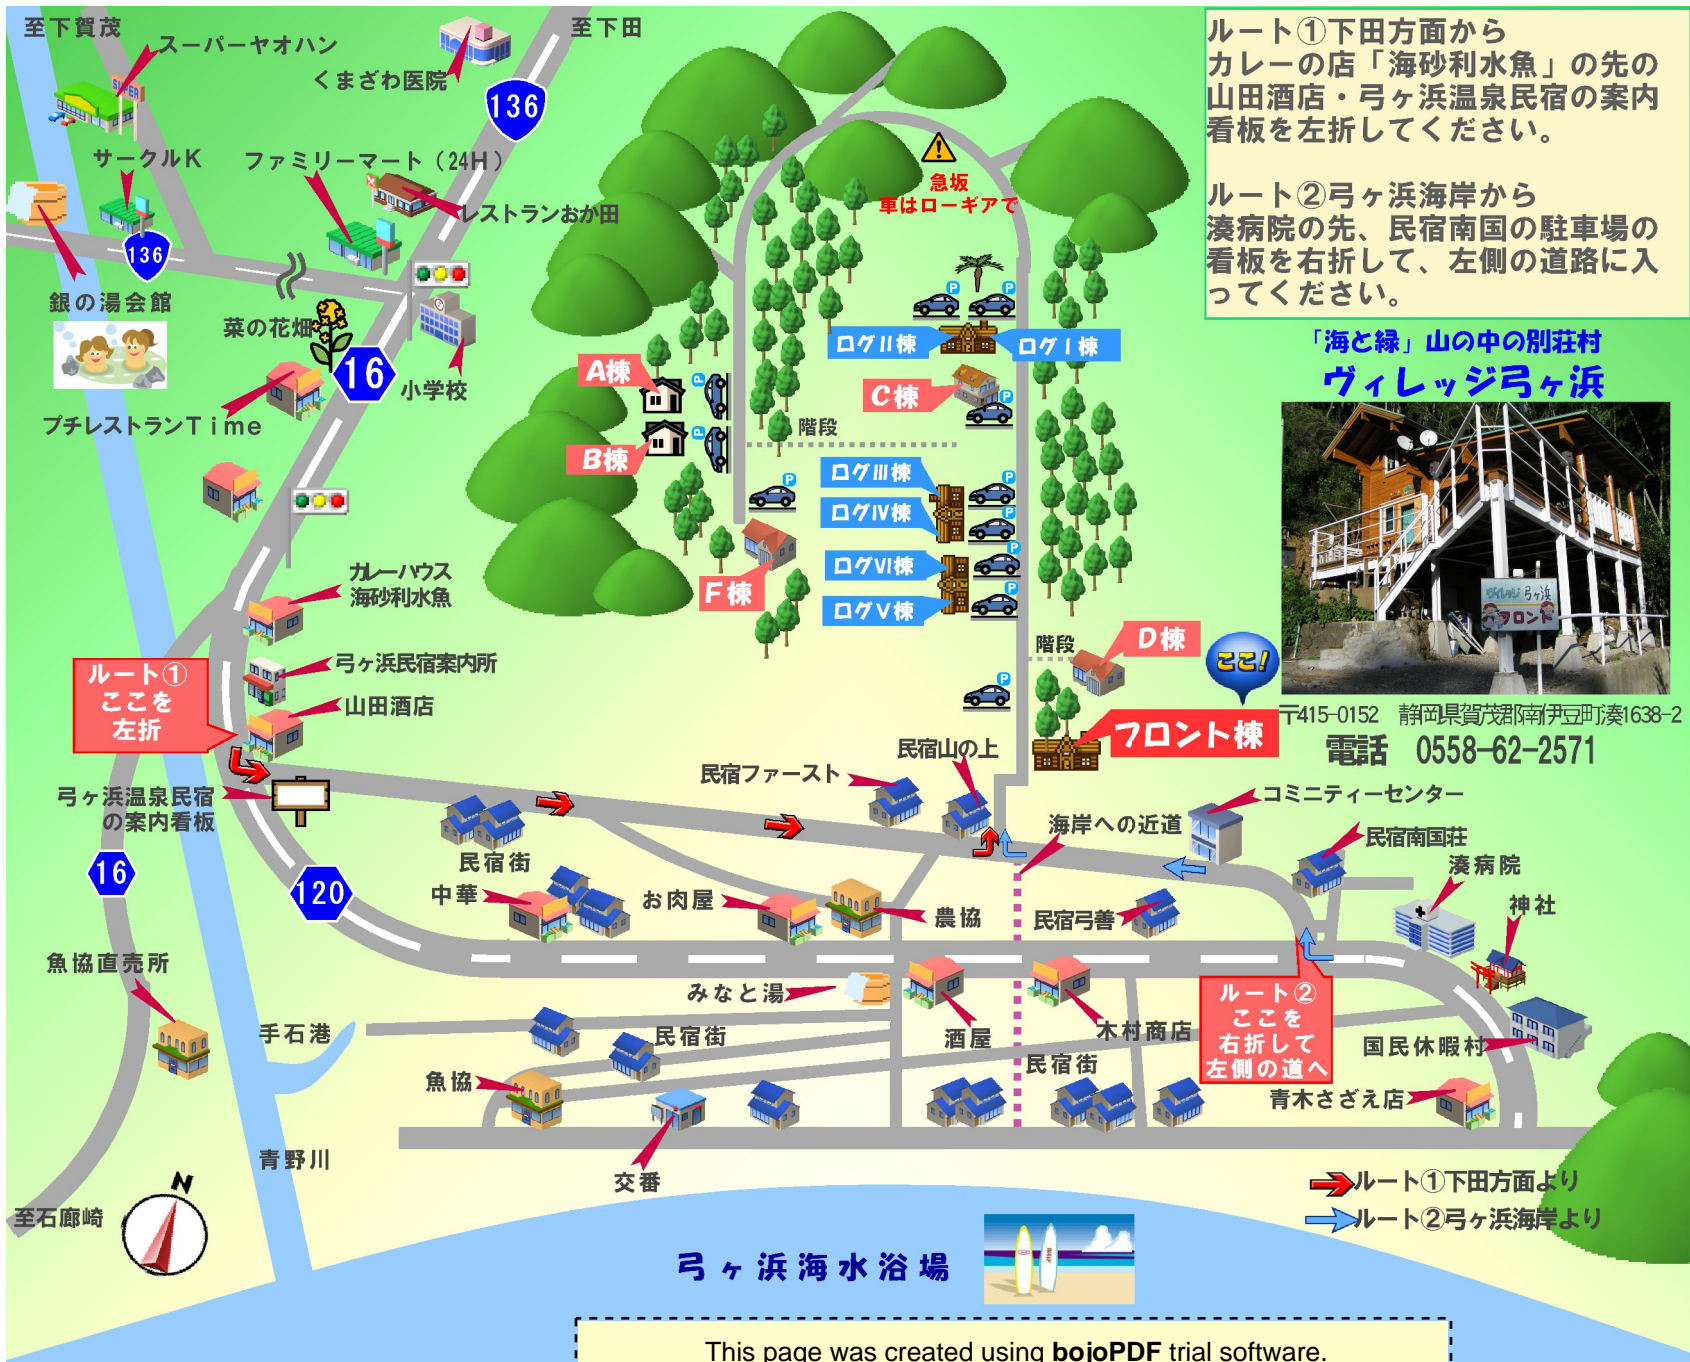 至下賀茂
スーパーヤオハン
SUPER
くまざわ医院
至下田
136
サークルK
ファミリーマート（24H）
レストランおか田
136
銀の湯会館
菜の花畑
16
小学校
プチレストランTime
カレーハウス
海砂利水魚
弓ヶ浜民宿案内所
山田酒店
ルート①
ここを
左折
弓ヶ浜温泉民宿
の案内看板
16
120
急坂
車はローギアで
ログII棟
ログI棟
A棟
B棟
C棟
階段
ログIII棟
ログIV棟
ログVI棟
ログV棟
F棟
階段
D棟
ここ!
フロント棟
ルート①下田方面から
カレーの店「海砂利水魚」の先の
山田酒店・弓ヶ浜温泉民宿の案内
看板を左折してください。
ルート②弓ヶ浜海岸から
湊病院の先、民宿南国の駐車場の
看板を右折して、左側の道路に入
ってください。
「海と緑」山の中の別荘村
ヴィレッジ弓ヶ浜
ヴィレッジ 弓ヶ浜
フロント
〒415-0152 静岡県賀茂郡南伊豆町湊1638-2
電話 0558-62-2571
民宿ファースト
民宿山の上
海岸への近道
コミニティーセンター
民宿南国荘
湊病院
神社
民宿街
中華
お肉屋
農協
民宿弓善
魚協直売所
手石港
みなと湯
民宿街
酒屋
木村商店
民宿街
ルート②
ここを
右折して
左側の道へ
国民休暇村
青木さざえ店
魚協
交番
青野川
至石廊崎
N
ルート①下田方面より
ルート②弓ヶ浜海岸より
弓ヶ浜海水浴場
This page was created using bojoPDF trial software.